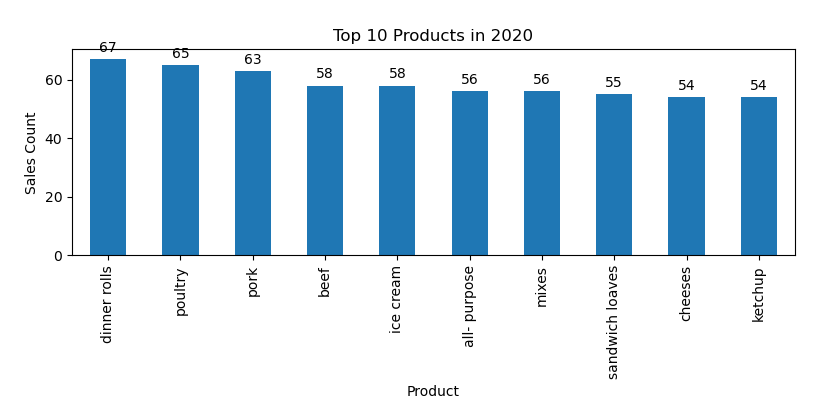 Top 10 Products in 2020
67 65 63 58 58 56 56 55 54 54
60
40
20
0
Sales Count
dinner rolls
poultry
pork
beef
ice cream
all- purpose
mixes
sandwich loaves
cheeses
ketchup
Product